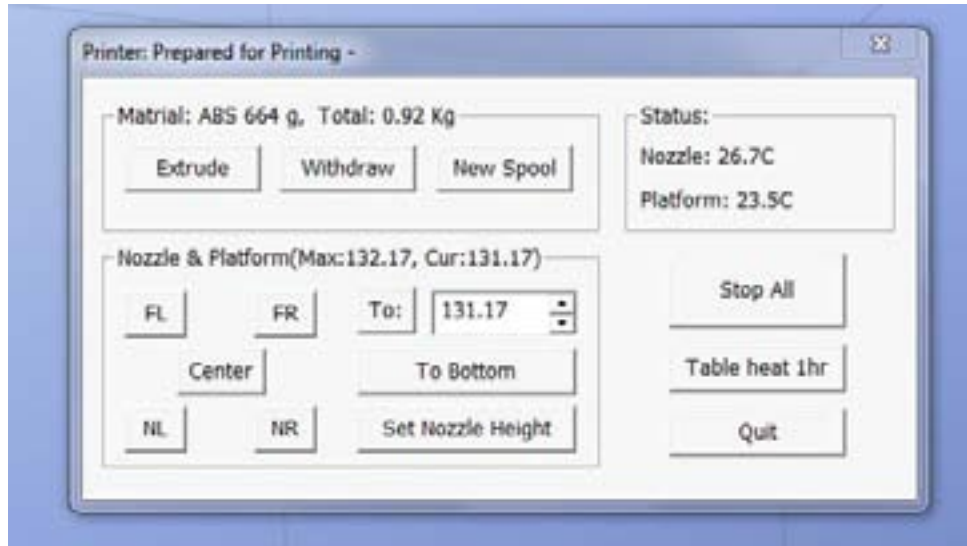 Printer: Prepared for Printing -
Matrial: ABS 664 g, Total: 0.92 Kg
Extrude Withdraw New Spool
Status:
Nozzle: 26.7C
Platform: 23.5C
Nozzle & Platform(Max:132.17, Cur:131.17)
FL FR To: 131.17
Center To Bottom
NL NR Set Nozzle Height
Stop All
Table heat 1hr
Quit